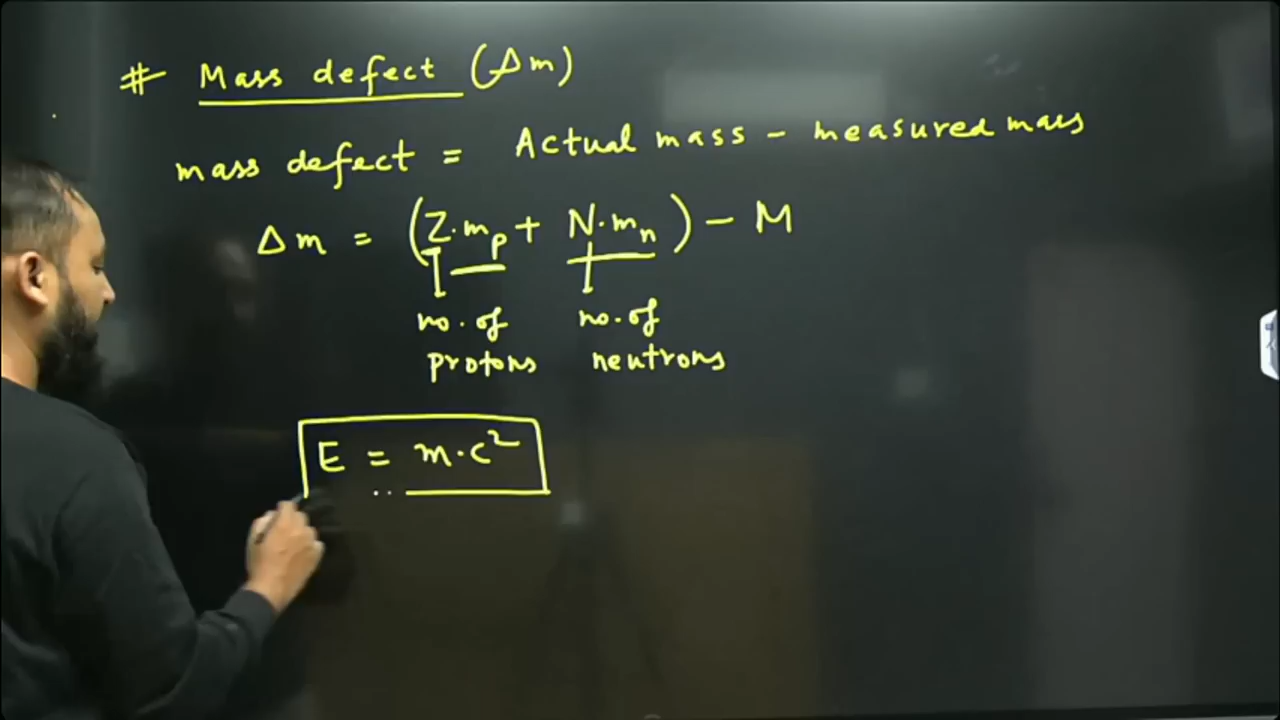 # Mass defect (Δm)
mass defect = Actual mass - measured mass
Δm = (Z·mp + N·mn) - M
no. of no. of
protons neutrons
E = m·c²